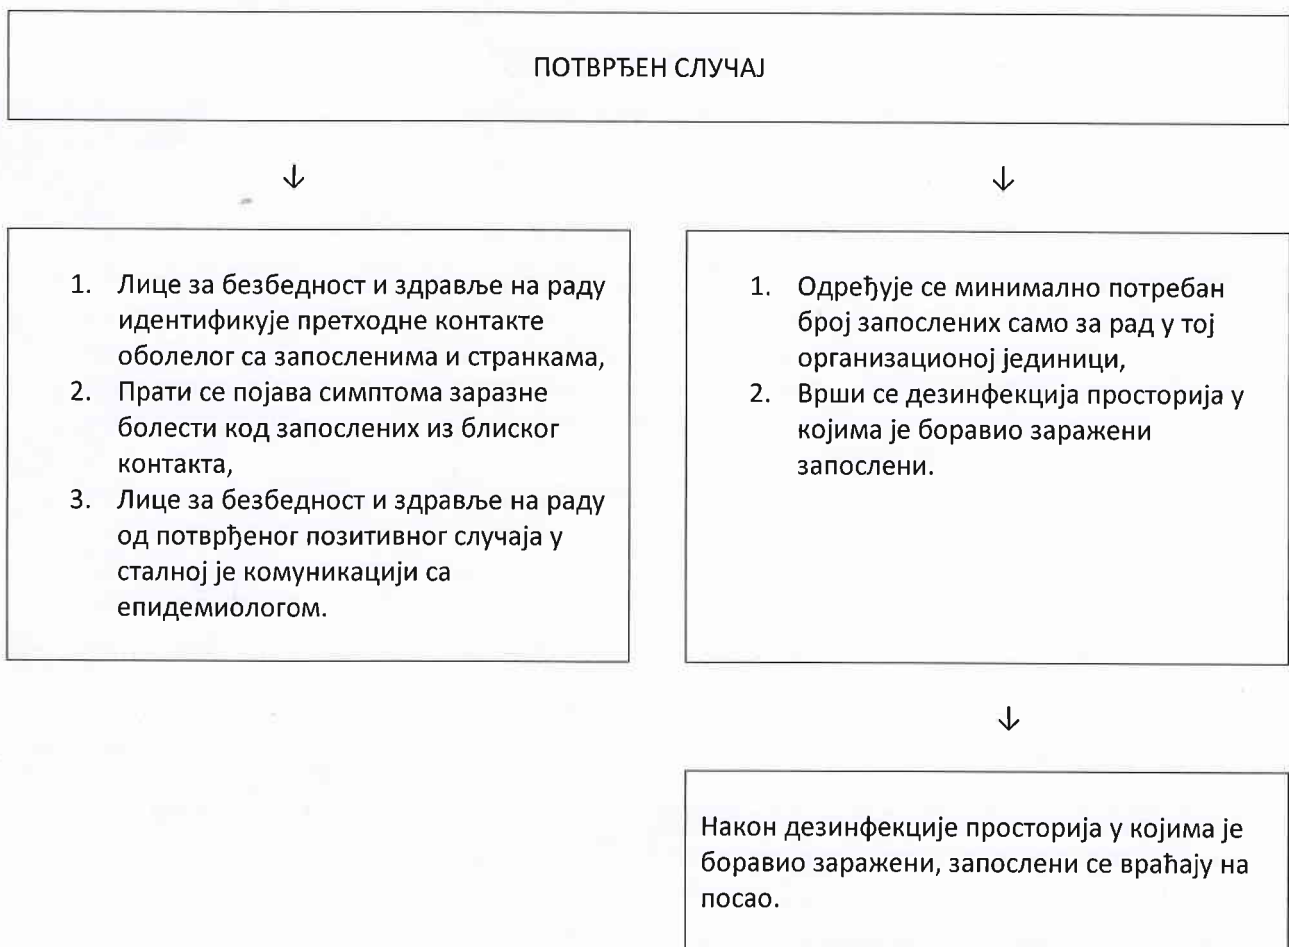 ПОТВРЂЕН СЛУЧАЈ
↓
↓
1. Лице за безбедност и здравље на раду
идентификује претходне контакте
оболелог са запосленима и странкама,
2. Прати се појава симптома заразне
болести код запослених из блиског
контакта,
3. Лице за безбедност и здравље на раду
од потврђеног позитивног случаја у
сталној је комуникацији са
епидемиологом.
1. Одређује се минимално потребан
број запослених само за рад у тој
организационој јединици,
2. Врши се дезинфекција просторија у
којима је боравио заражени
запослени.
↓
Након дезинфекције просторија у којима је
боравио заражени, запослени се враћају на
посао.